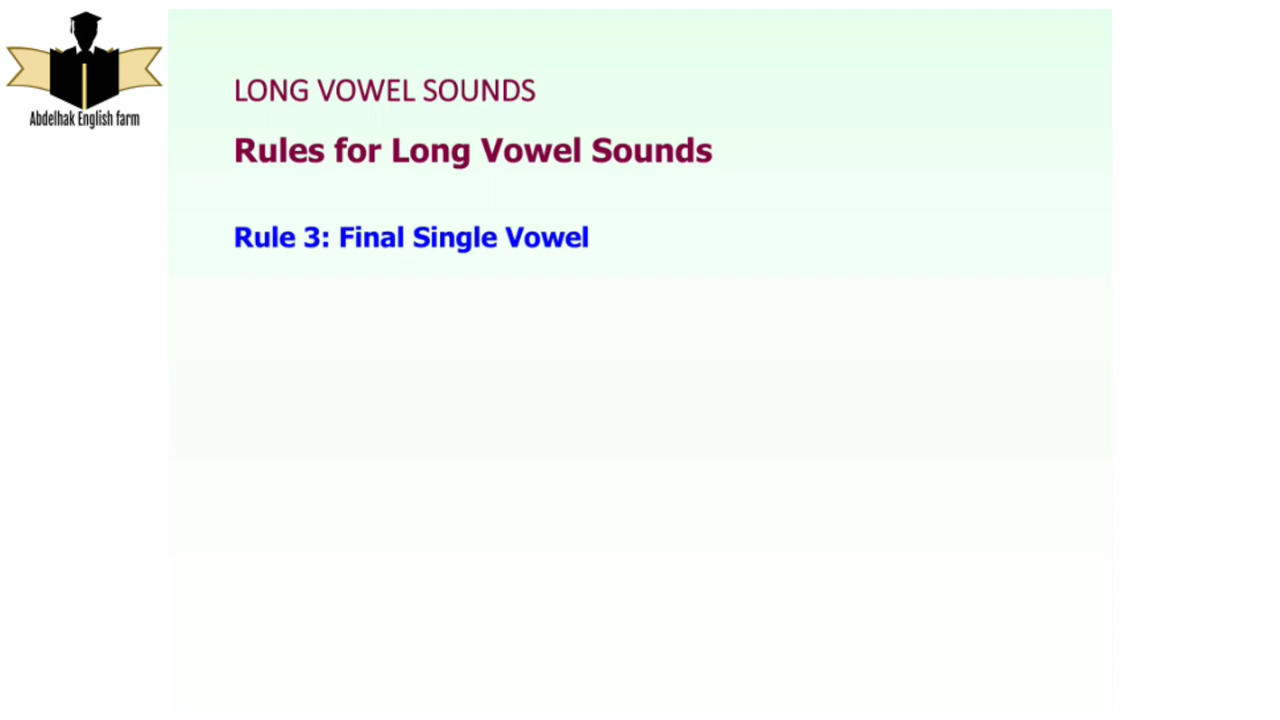 Abdelhak English farm
LONG VOWEL SOUNDS
Rules for Long Vowel Sounds
Rule 3: Final Single Vowel